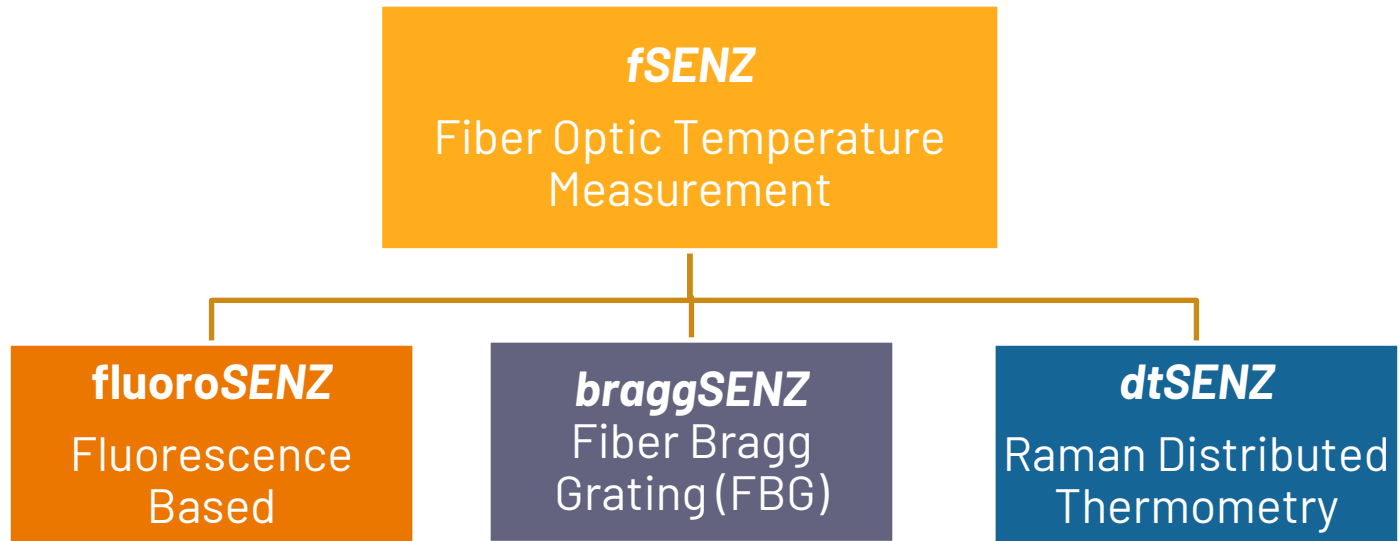 fSENZ
Fiber Optic Temperature
Measurement
fluoroSENZ
Fluorescence
Based
braggSENZ
Fiber Bragg
Grating (FBG)
dtSENZ
Raman Distributed
Thermometry